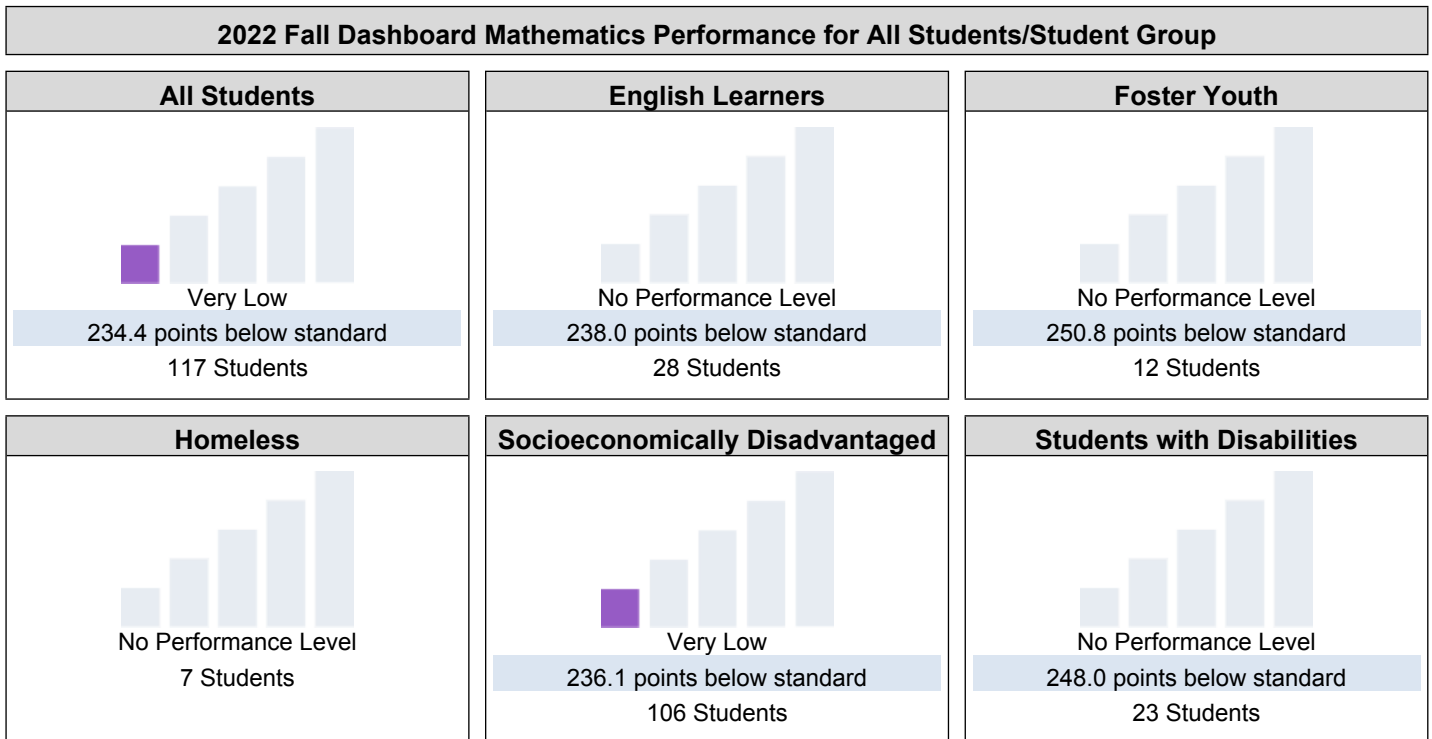 2022 Fall Dashboard Mathematics Performance for All Students/Student Group
All Students
Very Low
234.4 points below standard
117 Students
English Learners
No Performance Level
238.0 points below standard
28 Students
Foster Youth
No Performance Level
250.8 points below standard
12 Students
Homeless
No Performance Level
7 Students
Socioeconomically Disadvantaged
Very Low
236.1 points below standard
106 Students
Students with Disabilities
No Performance Level
248.0 points below standard
23 Students